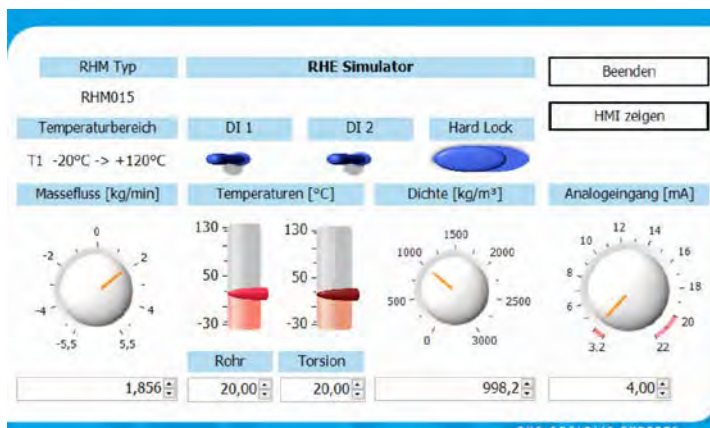 RHM Typ
RHE Simulator
Beenden
RHM015
HMI zeigen
Temperaturbereich
DI 1
DI 2
Hard Lock
T1 -20°C -> +120°C
Massefluss [kg/min]
Temperaturen [°C]
Dichte [kg/m³]
Analogeingang [mA]
0
-2
2
-4
4
-5,5
5,5
130
50
-30
130
50
-30
1500
1000
2000
500
2500
0
3000
12
14
10
16
8
18
6
20
3.2
22
Rohr
Torsion
1,856
20,00
20,00
998,2
4,00